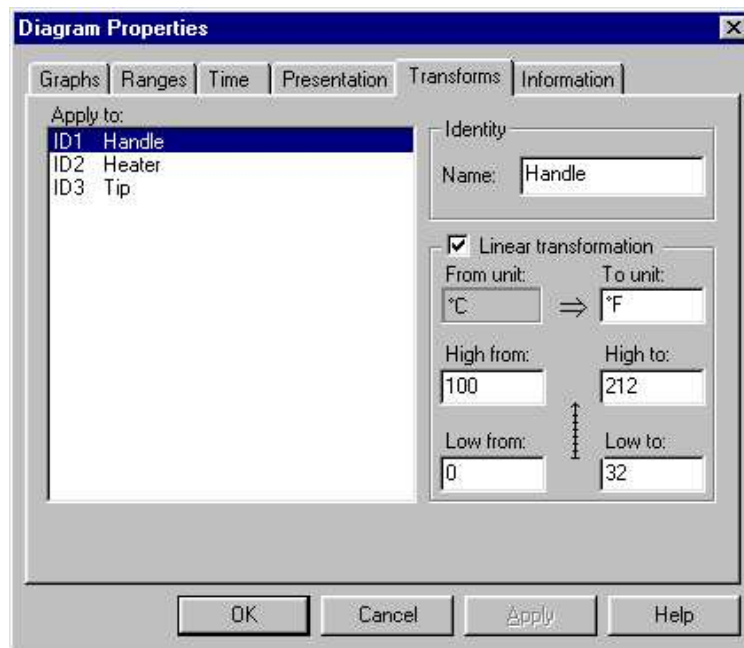 Diagram Properties
Graphs Ranges Time Presentation Transforms Information
Apply to:
ID1 Handle
ID2 Heater
ID3 Tip
Identity
Name: Handle
Linear transformation
From unit: To unit:
°C ⇒ °F
High from: High to:
100 212
Low from: Low to:
0 32
OK Cancel Apply Help